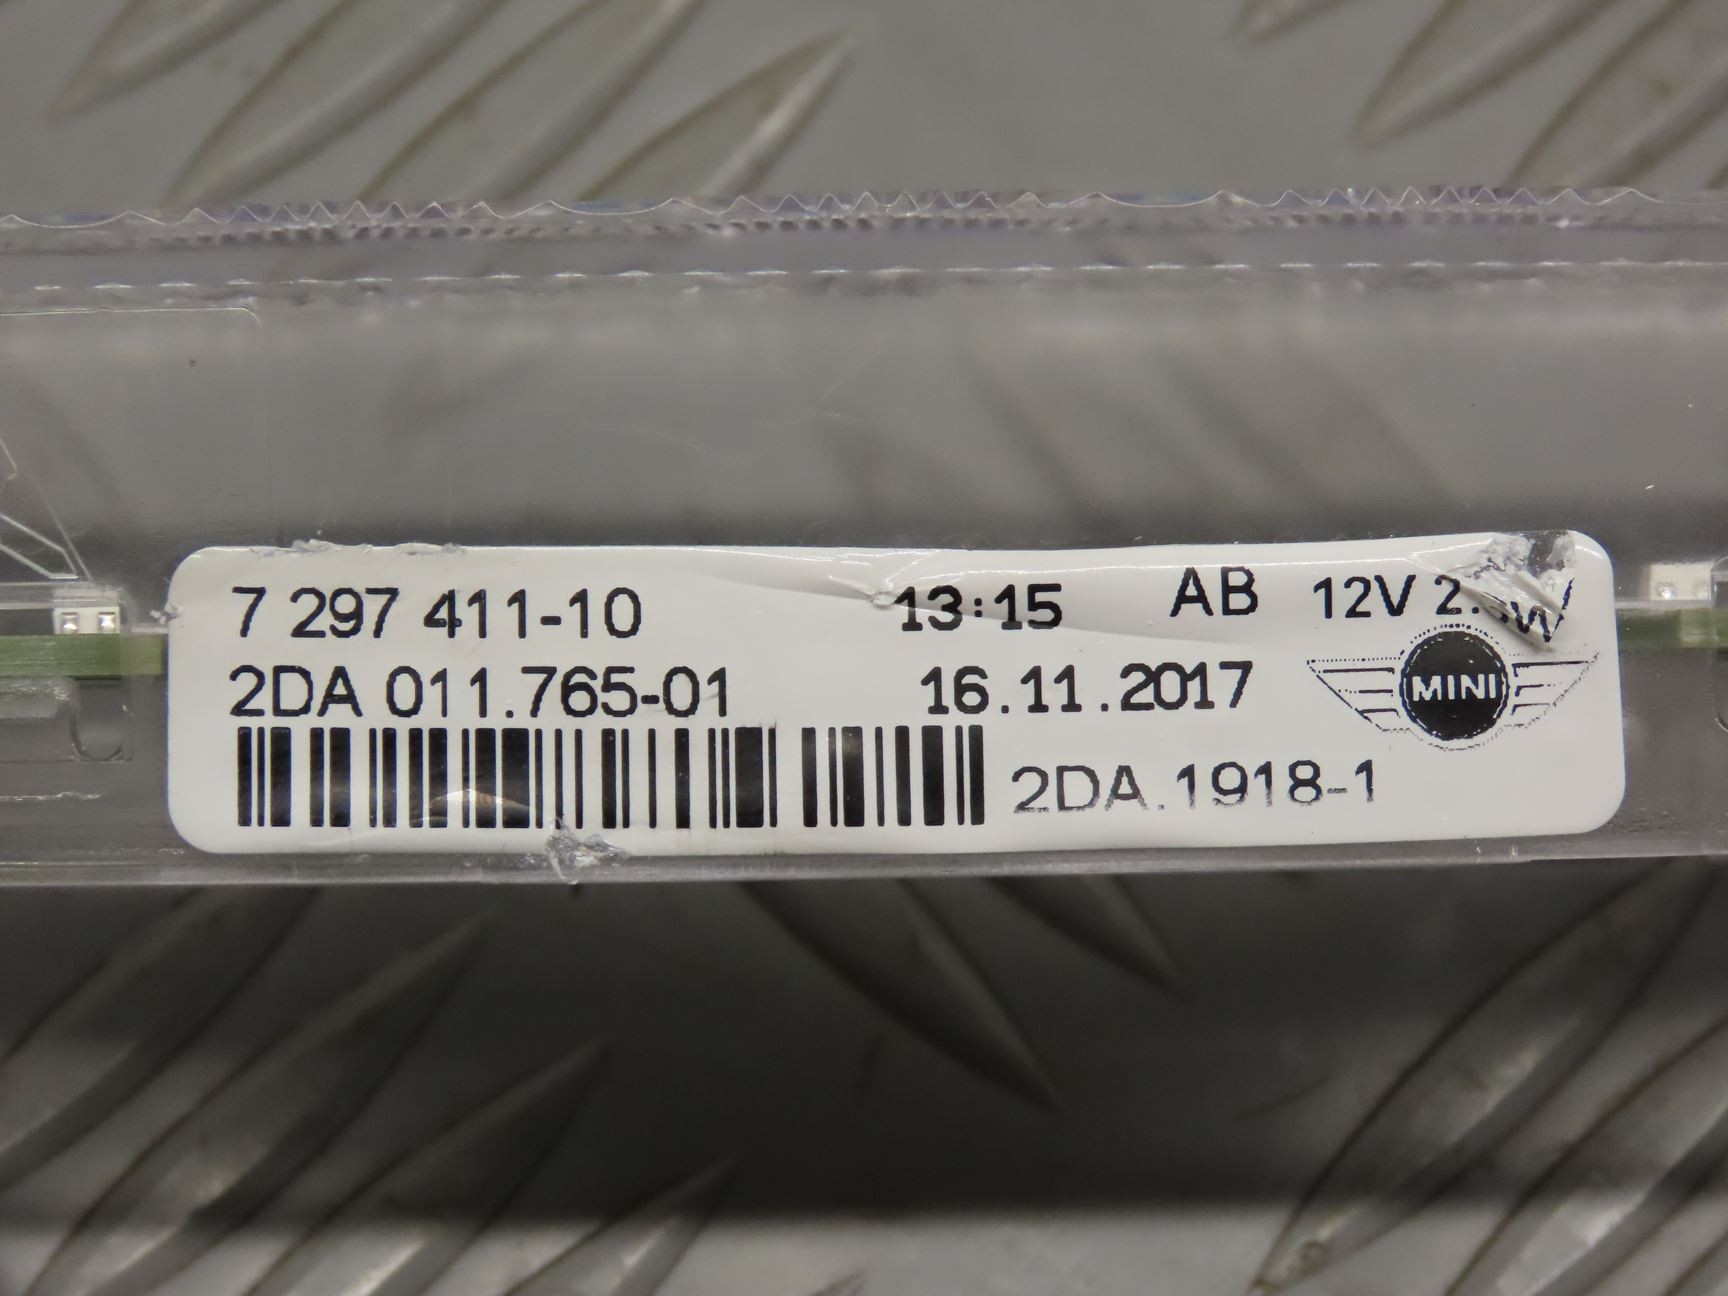 7 297 411-10 13:15 AB 12V
2DA 011.765-01 16.11.2017
MINI
2DA.1918-1